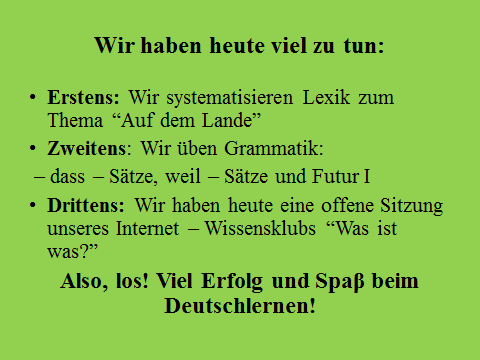 Wir haben heute viel zu tun:
• Erstens: Wir systematisieren Lexik zum
Thema “Auf dem Lande”
• Zweitens: Wir üben Grammatik:
– dass – Sätze, weil – Sätze und Futur I
• Drittens: Wir haben heute eine offene Sitzung
unseres Internet – Wissensklubs “Was ist
was?”
Also, los! Viel Erfolg und Spaβ beim
Deutschlernen!